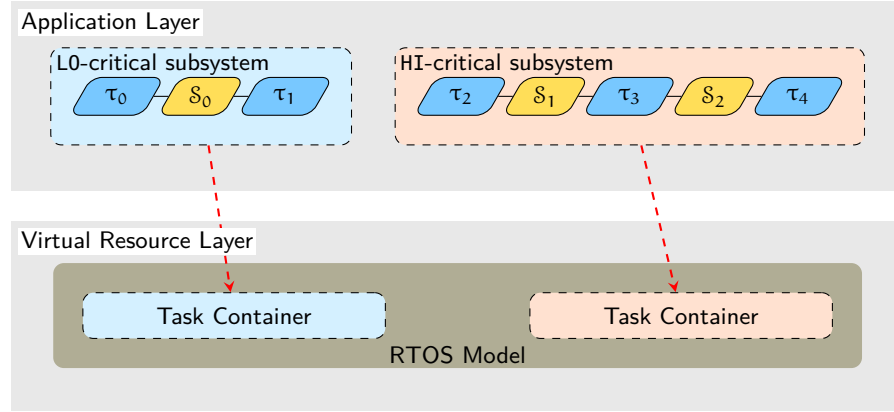 Application Layer
LO-critical subsystem
τ₀ S₀ τ₁
HI-critical subsystem
τ₂ S₁ τ₃ S₂ τ₄
Virtual Resource Layer
Task Container
Task Container
RTOS Model